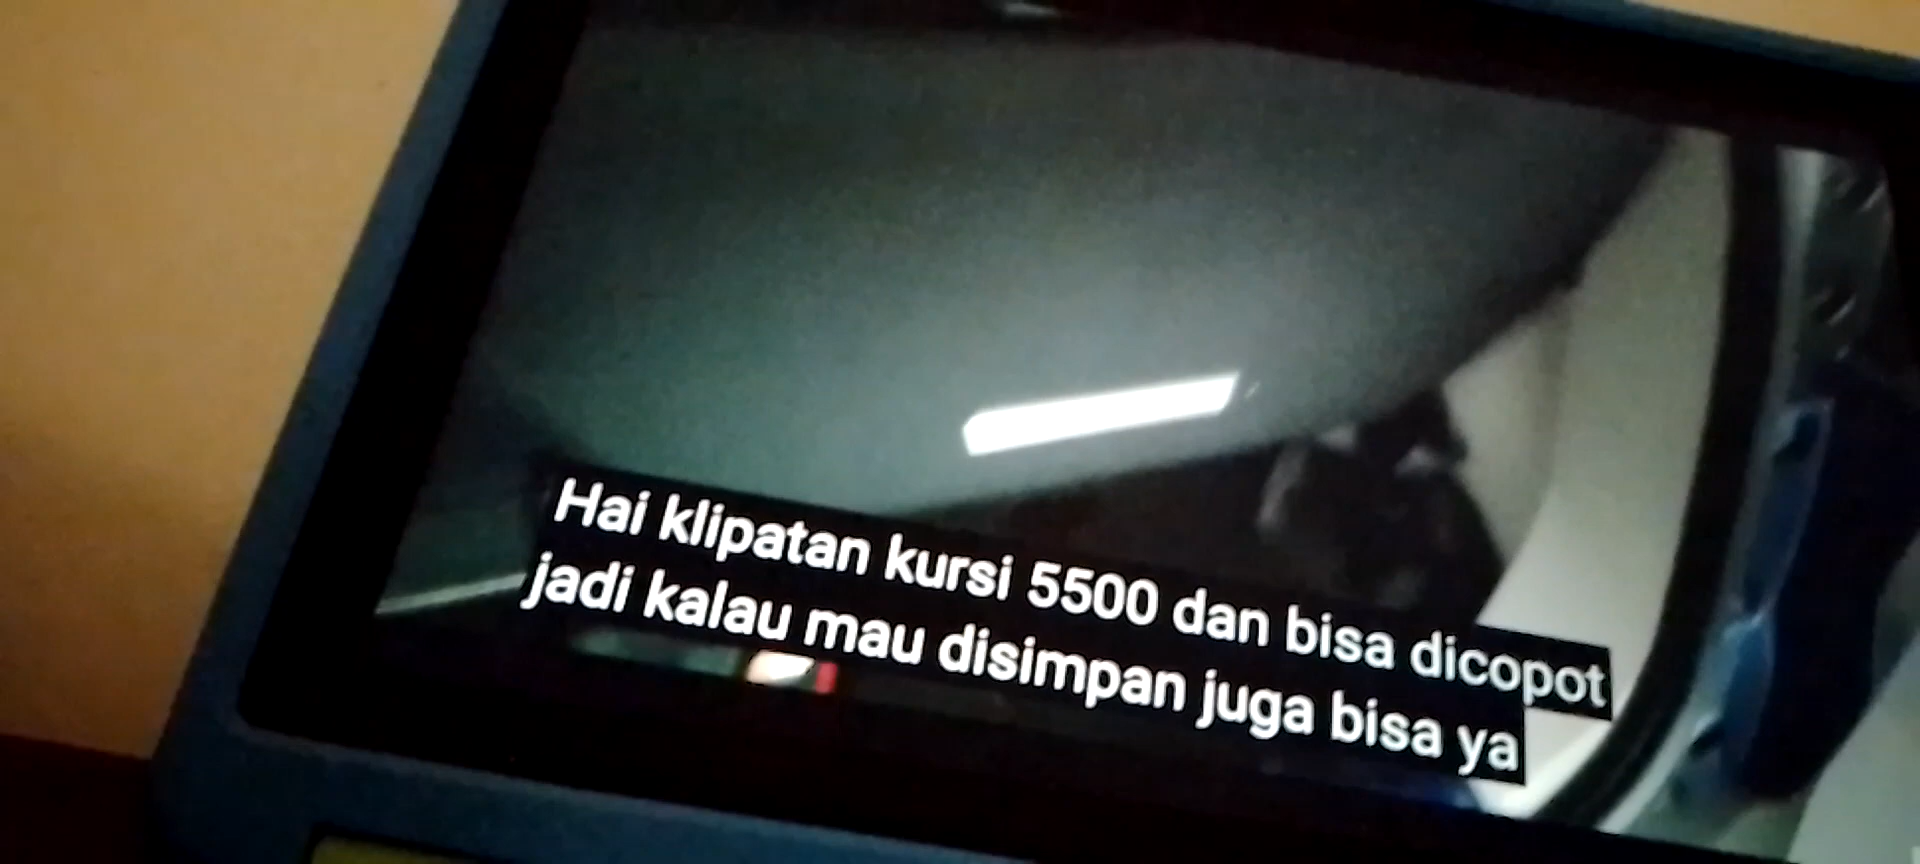 Hai klipatan kursi 5500 dan bisa dicopot
jadi kalau mau disimpan juga bisa ya